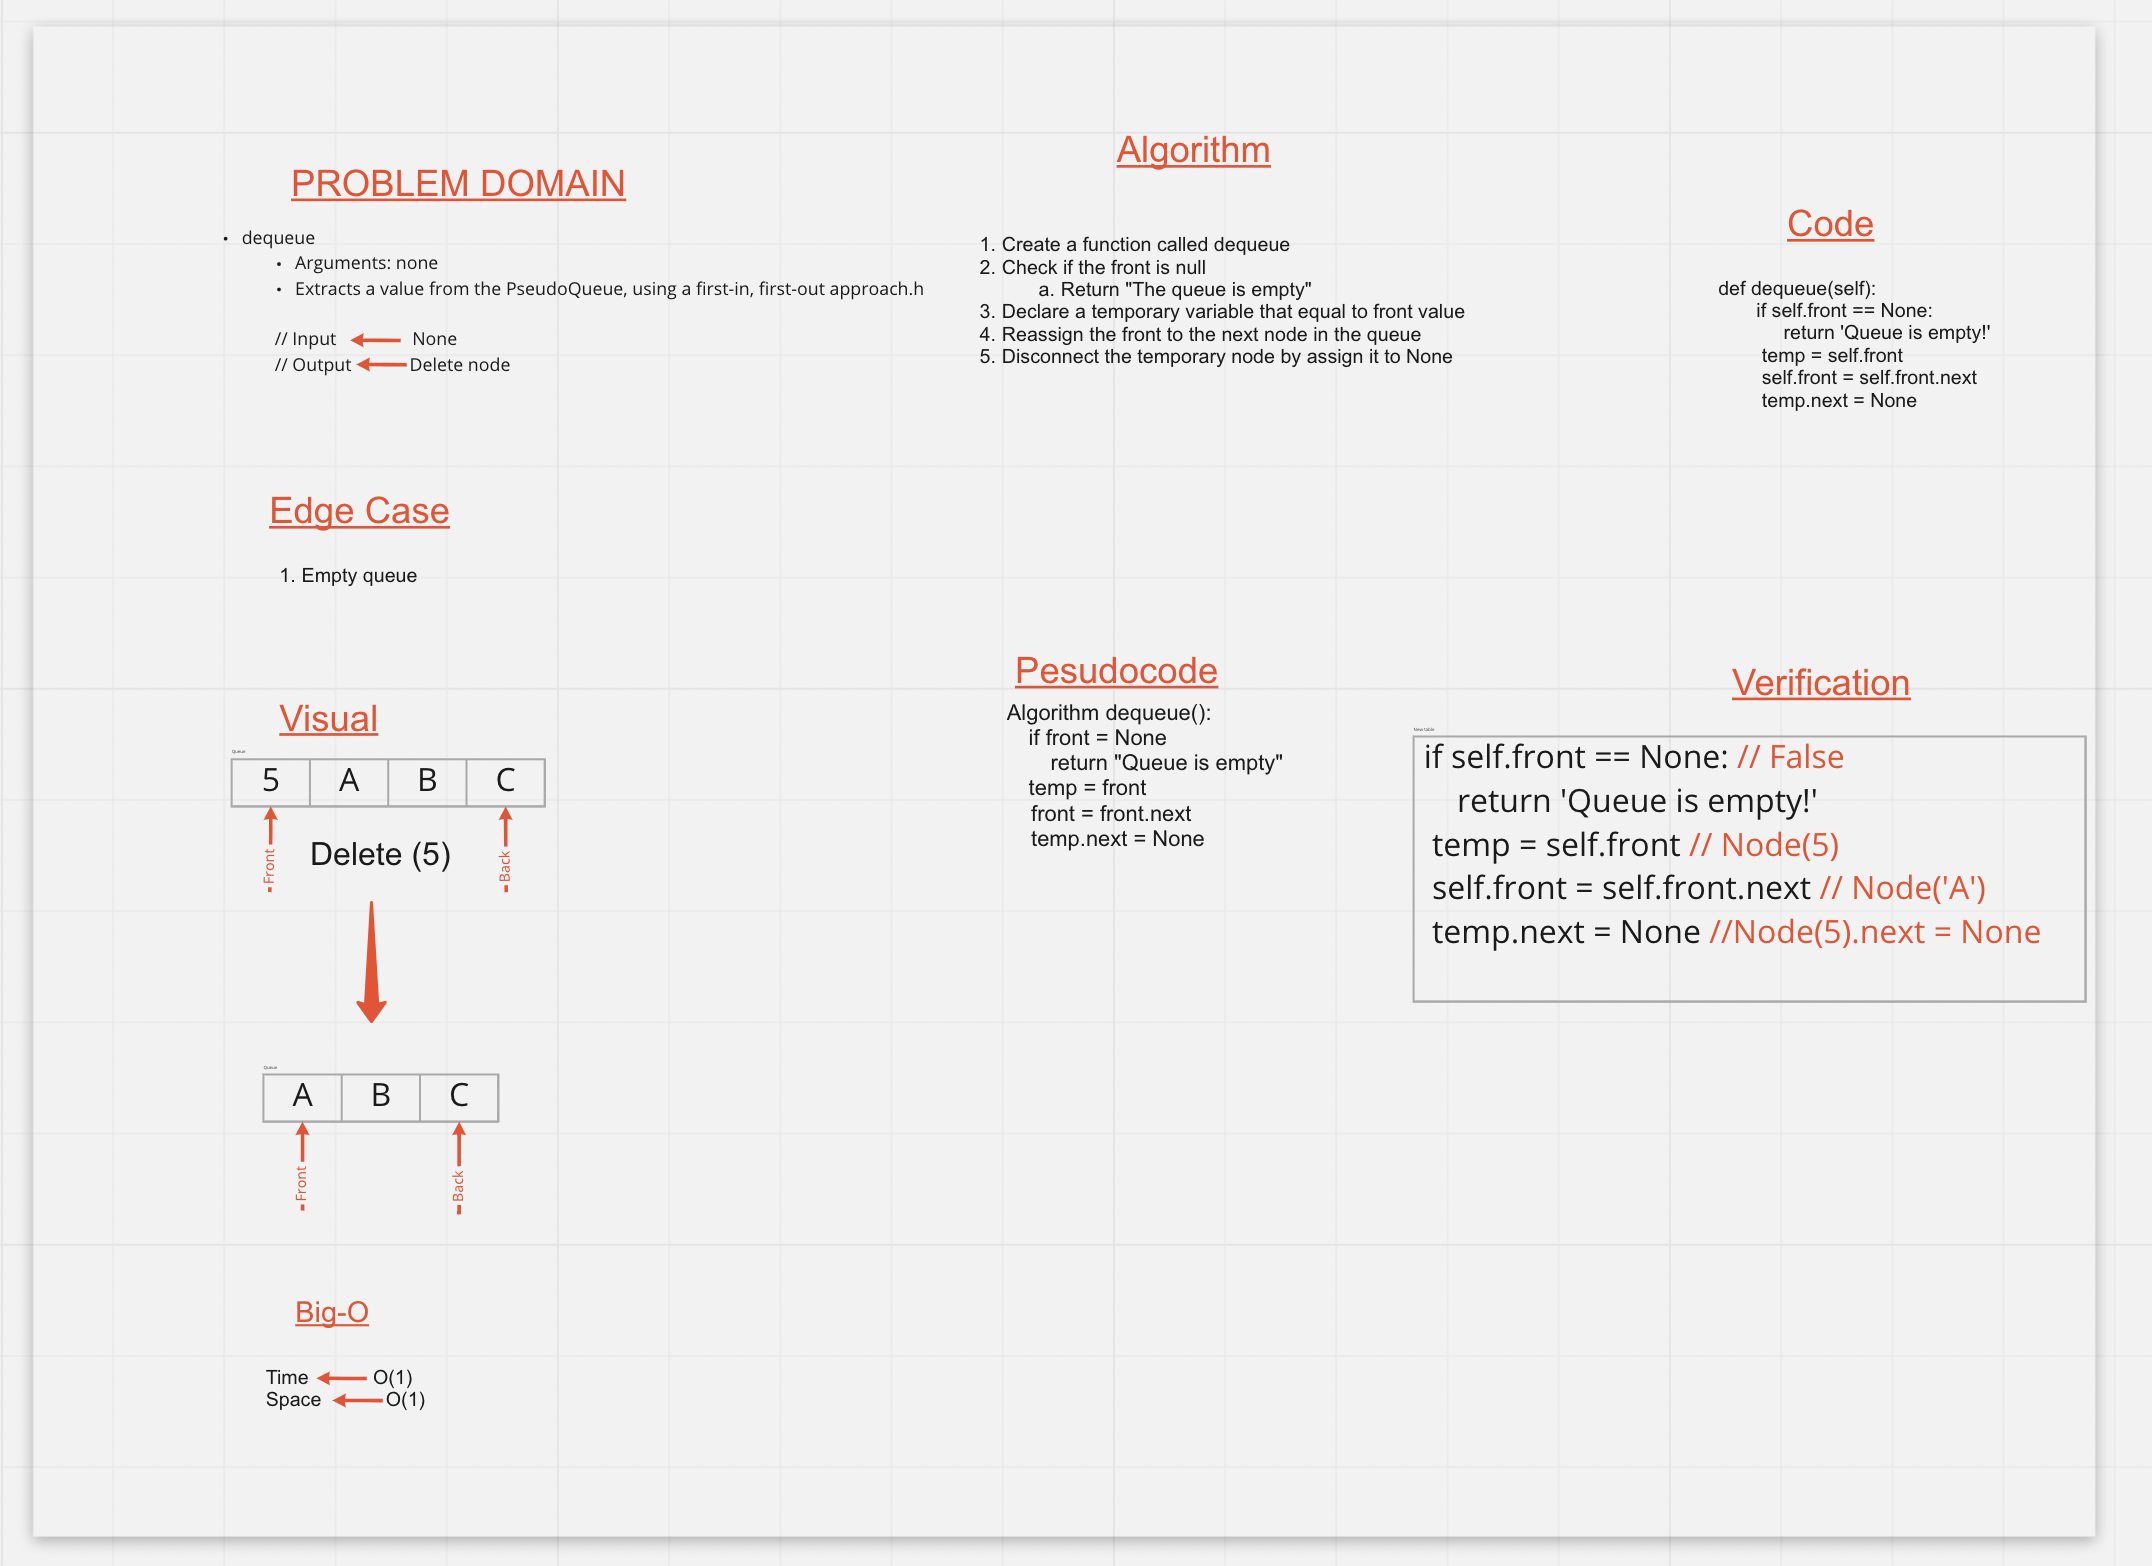 PROBLEM DOMAIN
• dequeue
• Arguments: none
• Extracts a value from the PseudoQueue, using a first-in, first-out approach.h
// Input None
// Output Delete node
Edge Case
1. Empty queue
Visual
Queue
5 A B C
Front
Delete (5)
Back
Queue
A B C
Front
Back
Big-O
Time O(1)
Space O(1)
Algorithm
1. Create a function called dequeue
2. Check if the front is null
a. Return "The queue is empty"
3. Declare a temporary variable that equal to front value
4. Reassign the front to the next node in the queue
5. Disconnect the temporary node by assign it to None
Pesudocode
Algorithm dequeue():
if front = None
return "Queue is empty"
temp = front
front = front.next
temp.next = None
Code
def dequeue(self):
if self.front == None:
return 'Queue is empty!'
temp = self.front
self.front = self.front.next
temp.next = None
Verification
New table
if self.front == None: // False
return 'Queue is empty!'
temp = self.front // Node(5)
self.front = self.front.next // Node('A')
temp.next = None //Node(5).next = None